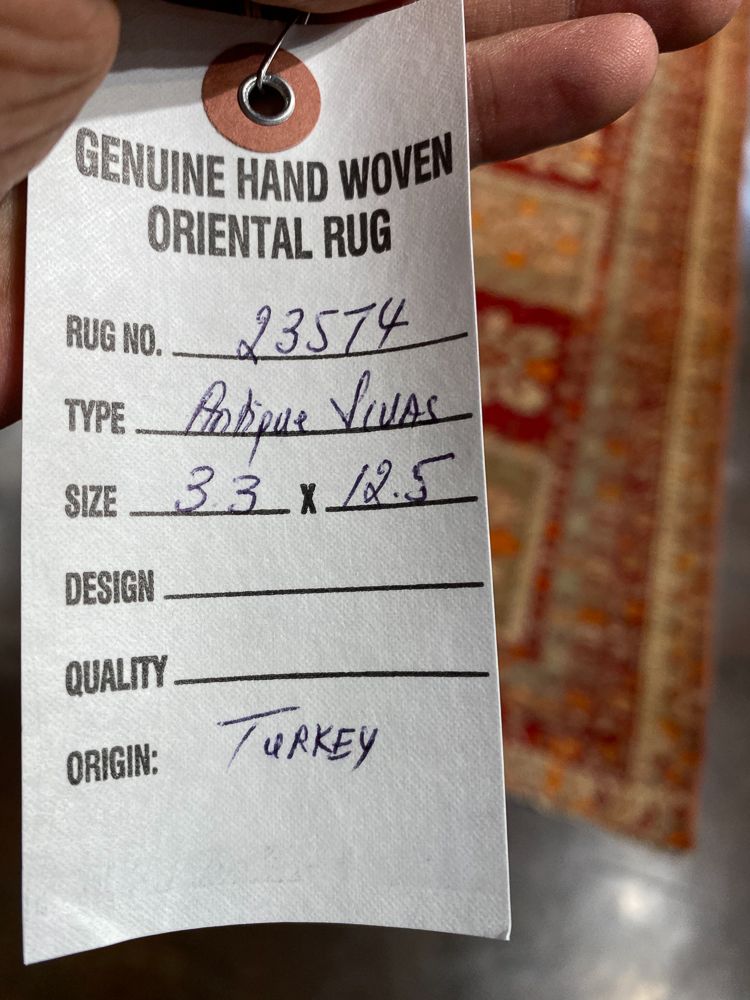 GENUINE HAND WOVEN
ORIENTAL RUG
RUG NO. 23574
TYPE Antique SIVAS
SIZE 3.3 X 12.5
DESIGN
QUALITY
ORIGIN: TURKEY